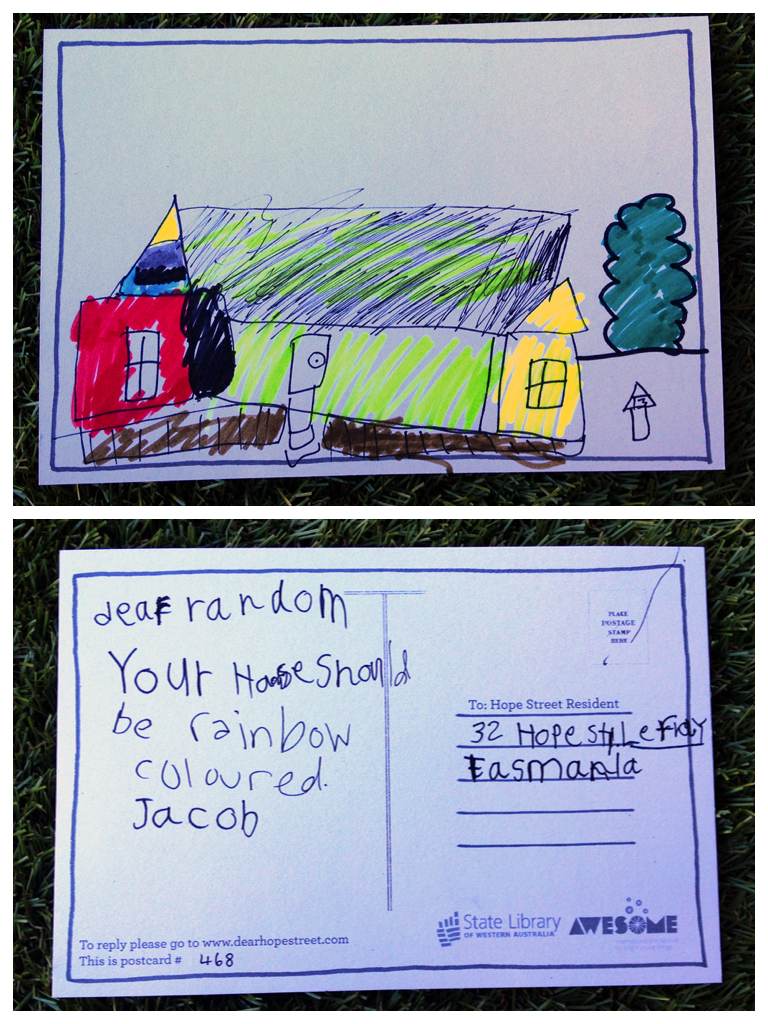 13
dear random
Your House should
be rainbow
coloured.
Jacob
PLACE
POSTAGE
STAMP
HERE
To: Hope Street Resident
32 Hope st, Lefroy
Tasmania
To reply please go to www.dearhopestreet.com
This is postcard # 468
State Library
OF WESTERN AUSTRALIA
AWESOME